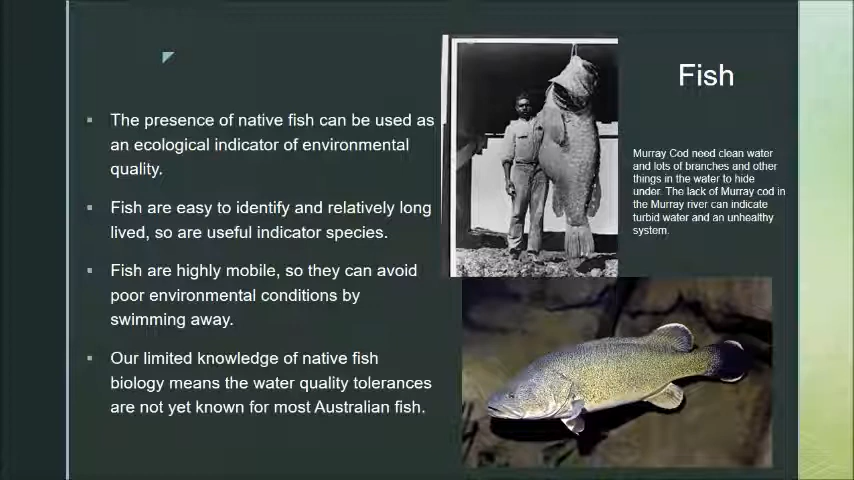 Fish
The presence of native fish can be used as
an ecological indicator of environmental
quality.
Fish are easy to identify and relatively long
lived, so are useful indicator species.
Fish are highly mobile, so they can avoid
poor environmental conditions by
swimming away.
Our limited knowledge of native fish
biology means the water quality tolerances
are not yet known for most Australian fish.
Murray Cod need clean water
and lots of branches and other
things in the water to hide
under. The lack of Murray cod in
the Murray river can indicate
turbid water and an unhealthy
system.